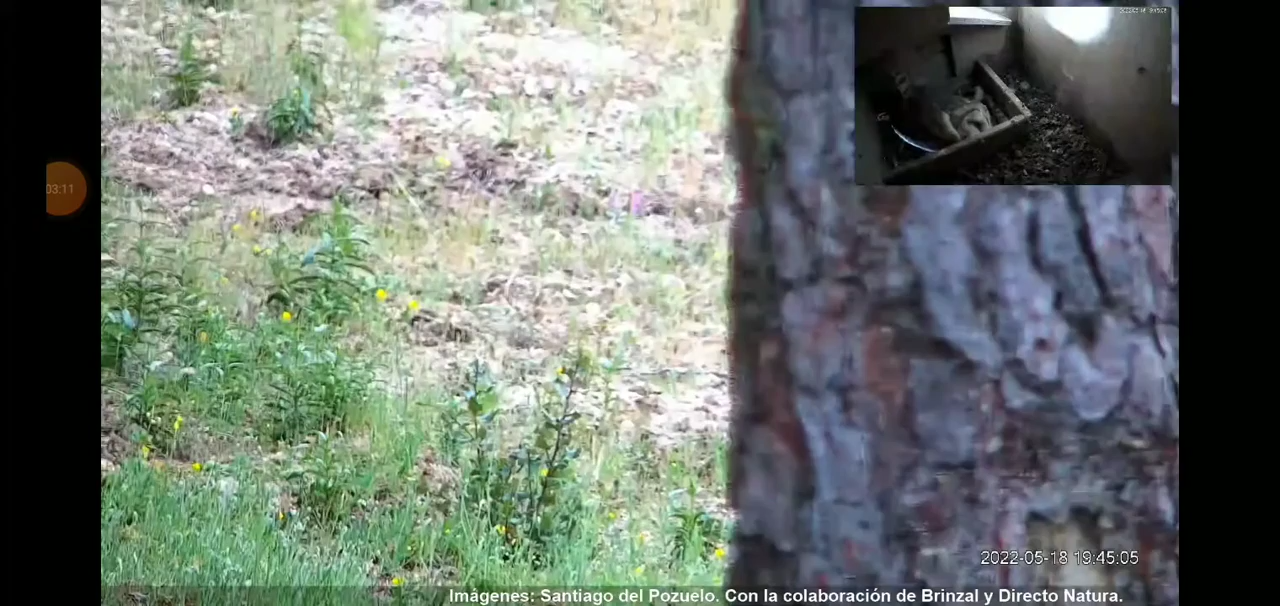 03:11
2022-05-18 19:45:05
Imágenes: Santiago del Pozuelo. Con la colaboración de Brinzal y Directo Natura.